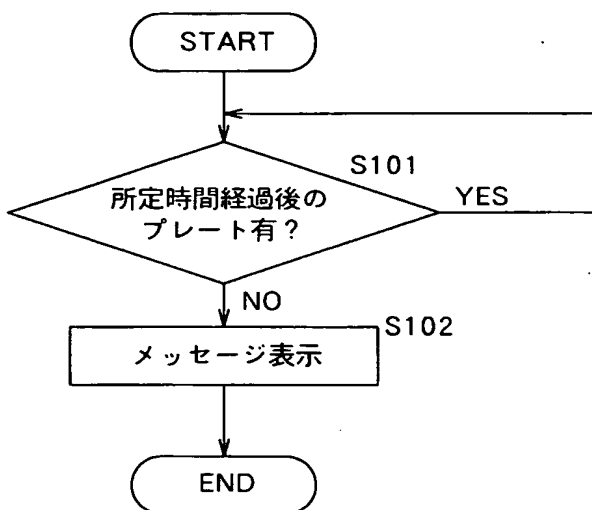 START
S101
所定時間経過後の
プレート有?
YES
NO
S102
メッセージ表示
END